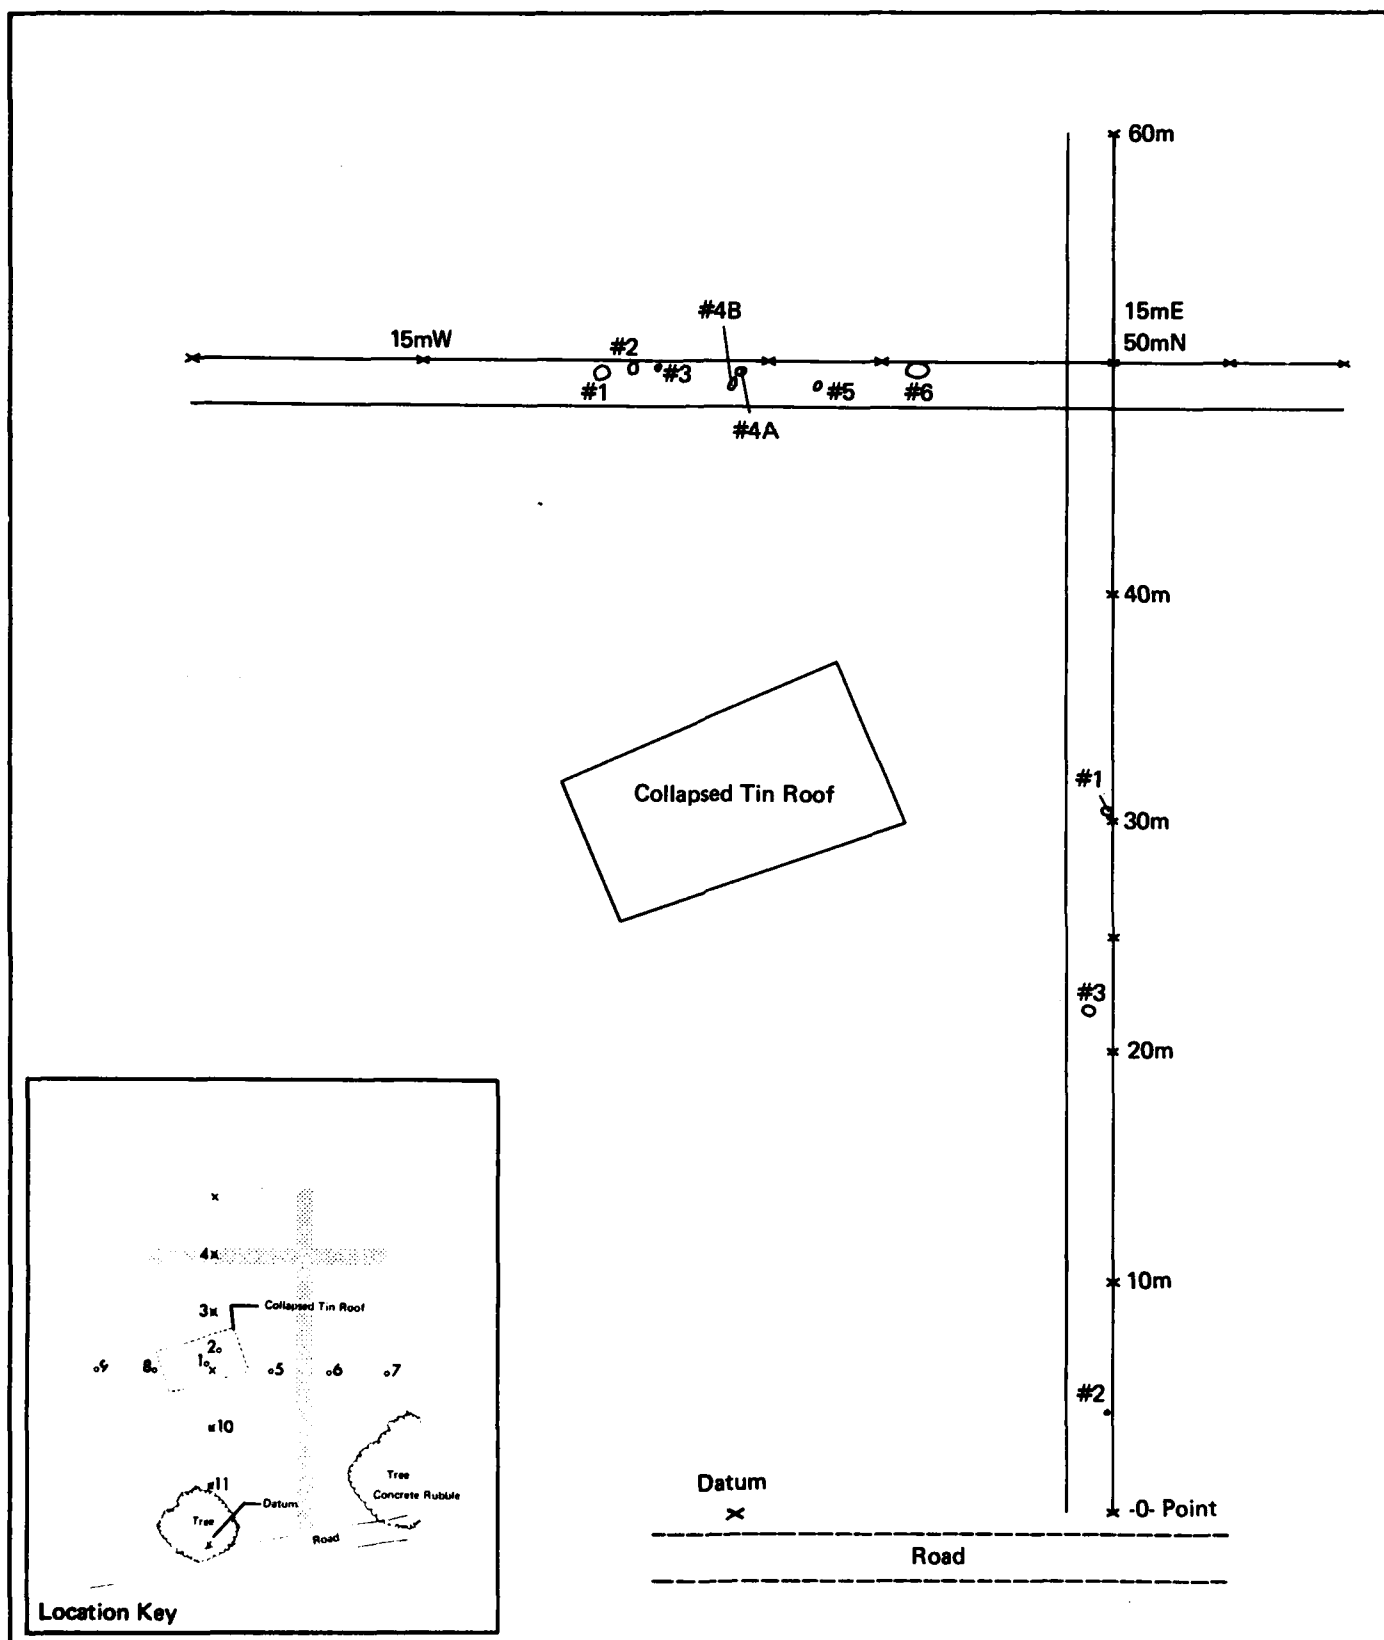 60m
15mE
50mN
#4B
15mW
#2
#3
#1
#5
#6
#4A
40m
Collapsed Tin Roof
#1
30m
#3
20m
10m
#2
Datum
-0- Point
Road
4
3
Collapsed Tin Roof
2
1
9
8
5
6
7
10
11
Tree
Concrete Rubble
Datum
Tree
Road
Location Key